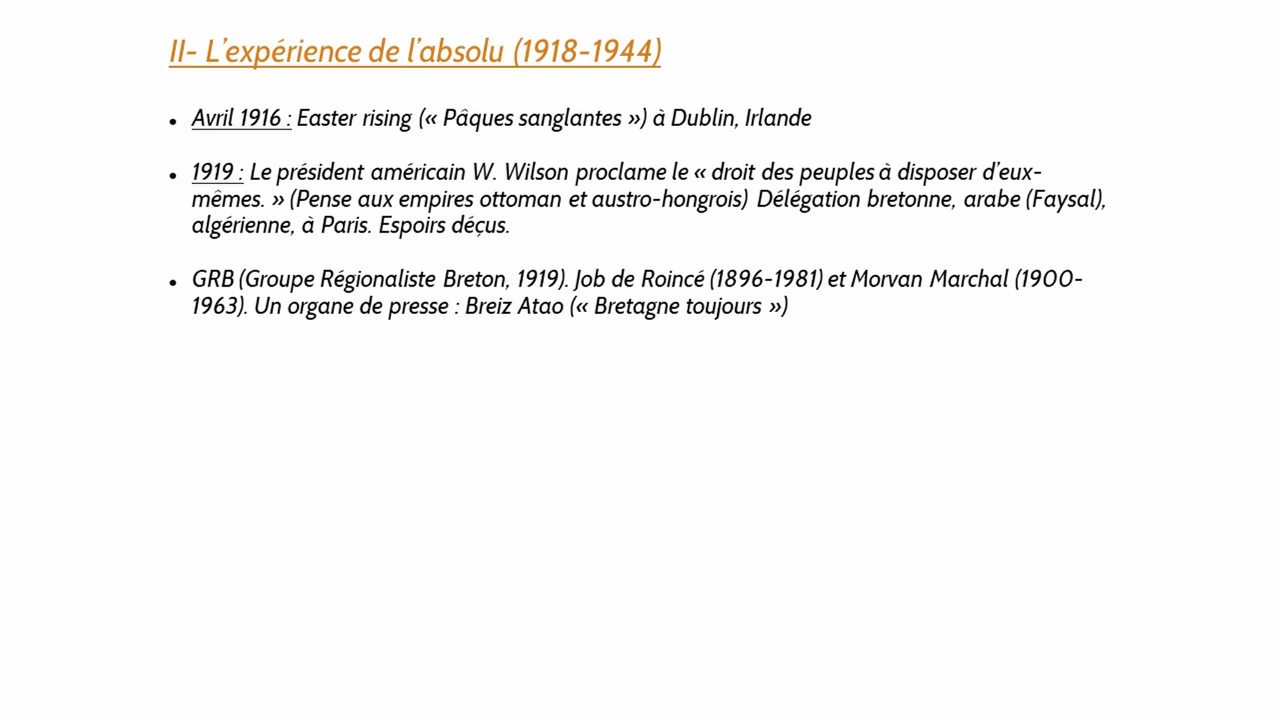 II- L'expérience de l'absolu (1918-1944)
• Avril 1916 : Easter rising (« Pâques sanglantes ») à Dublin, Irlande
• 1919 : Le président américain W. Wilson proclame le « droit des peuples à disposer d'eux-
mêmes. » (Pense aux empires ottoman et austro-hongrois) Délégation bretonne, arabe (Faysal),
algérienne, à Paris. Espoirs déçus.
• GRB (Groupe Régionaliste Breton, 1919). Job de Roincé (1896-1981) et Morvan Marchal (1900-
1963). Un organe de presse : Breiz Atao (« Bretagne toujours »)